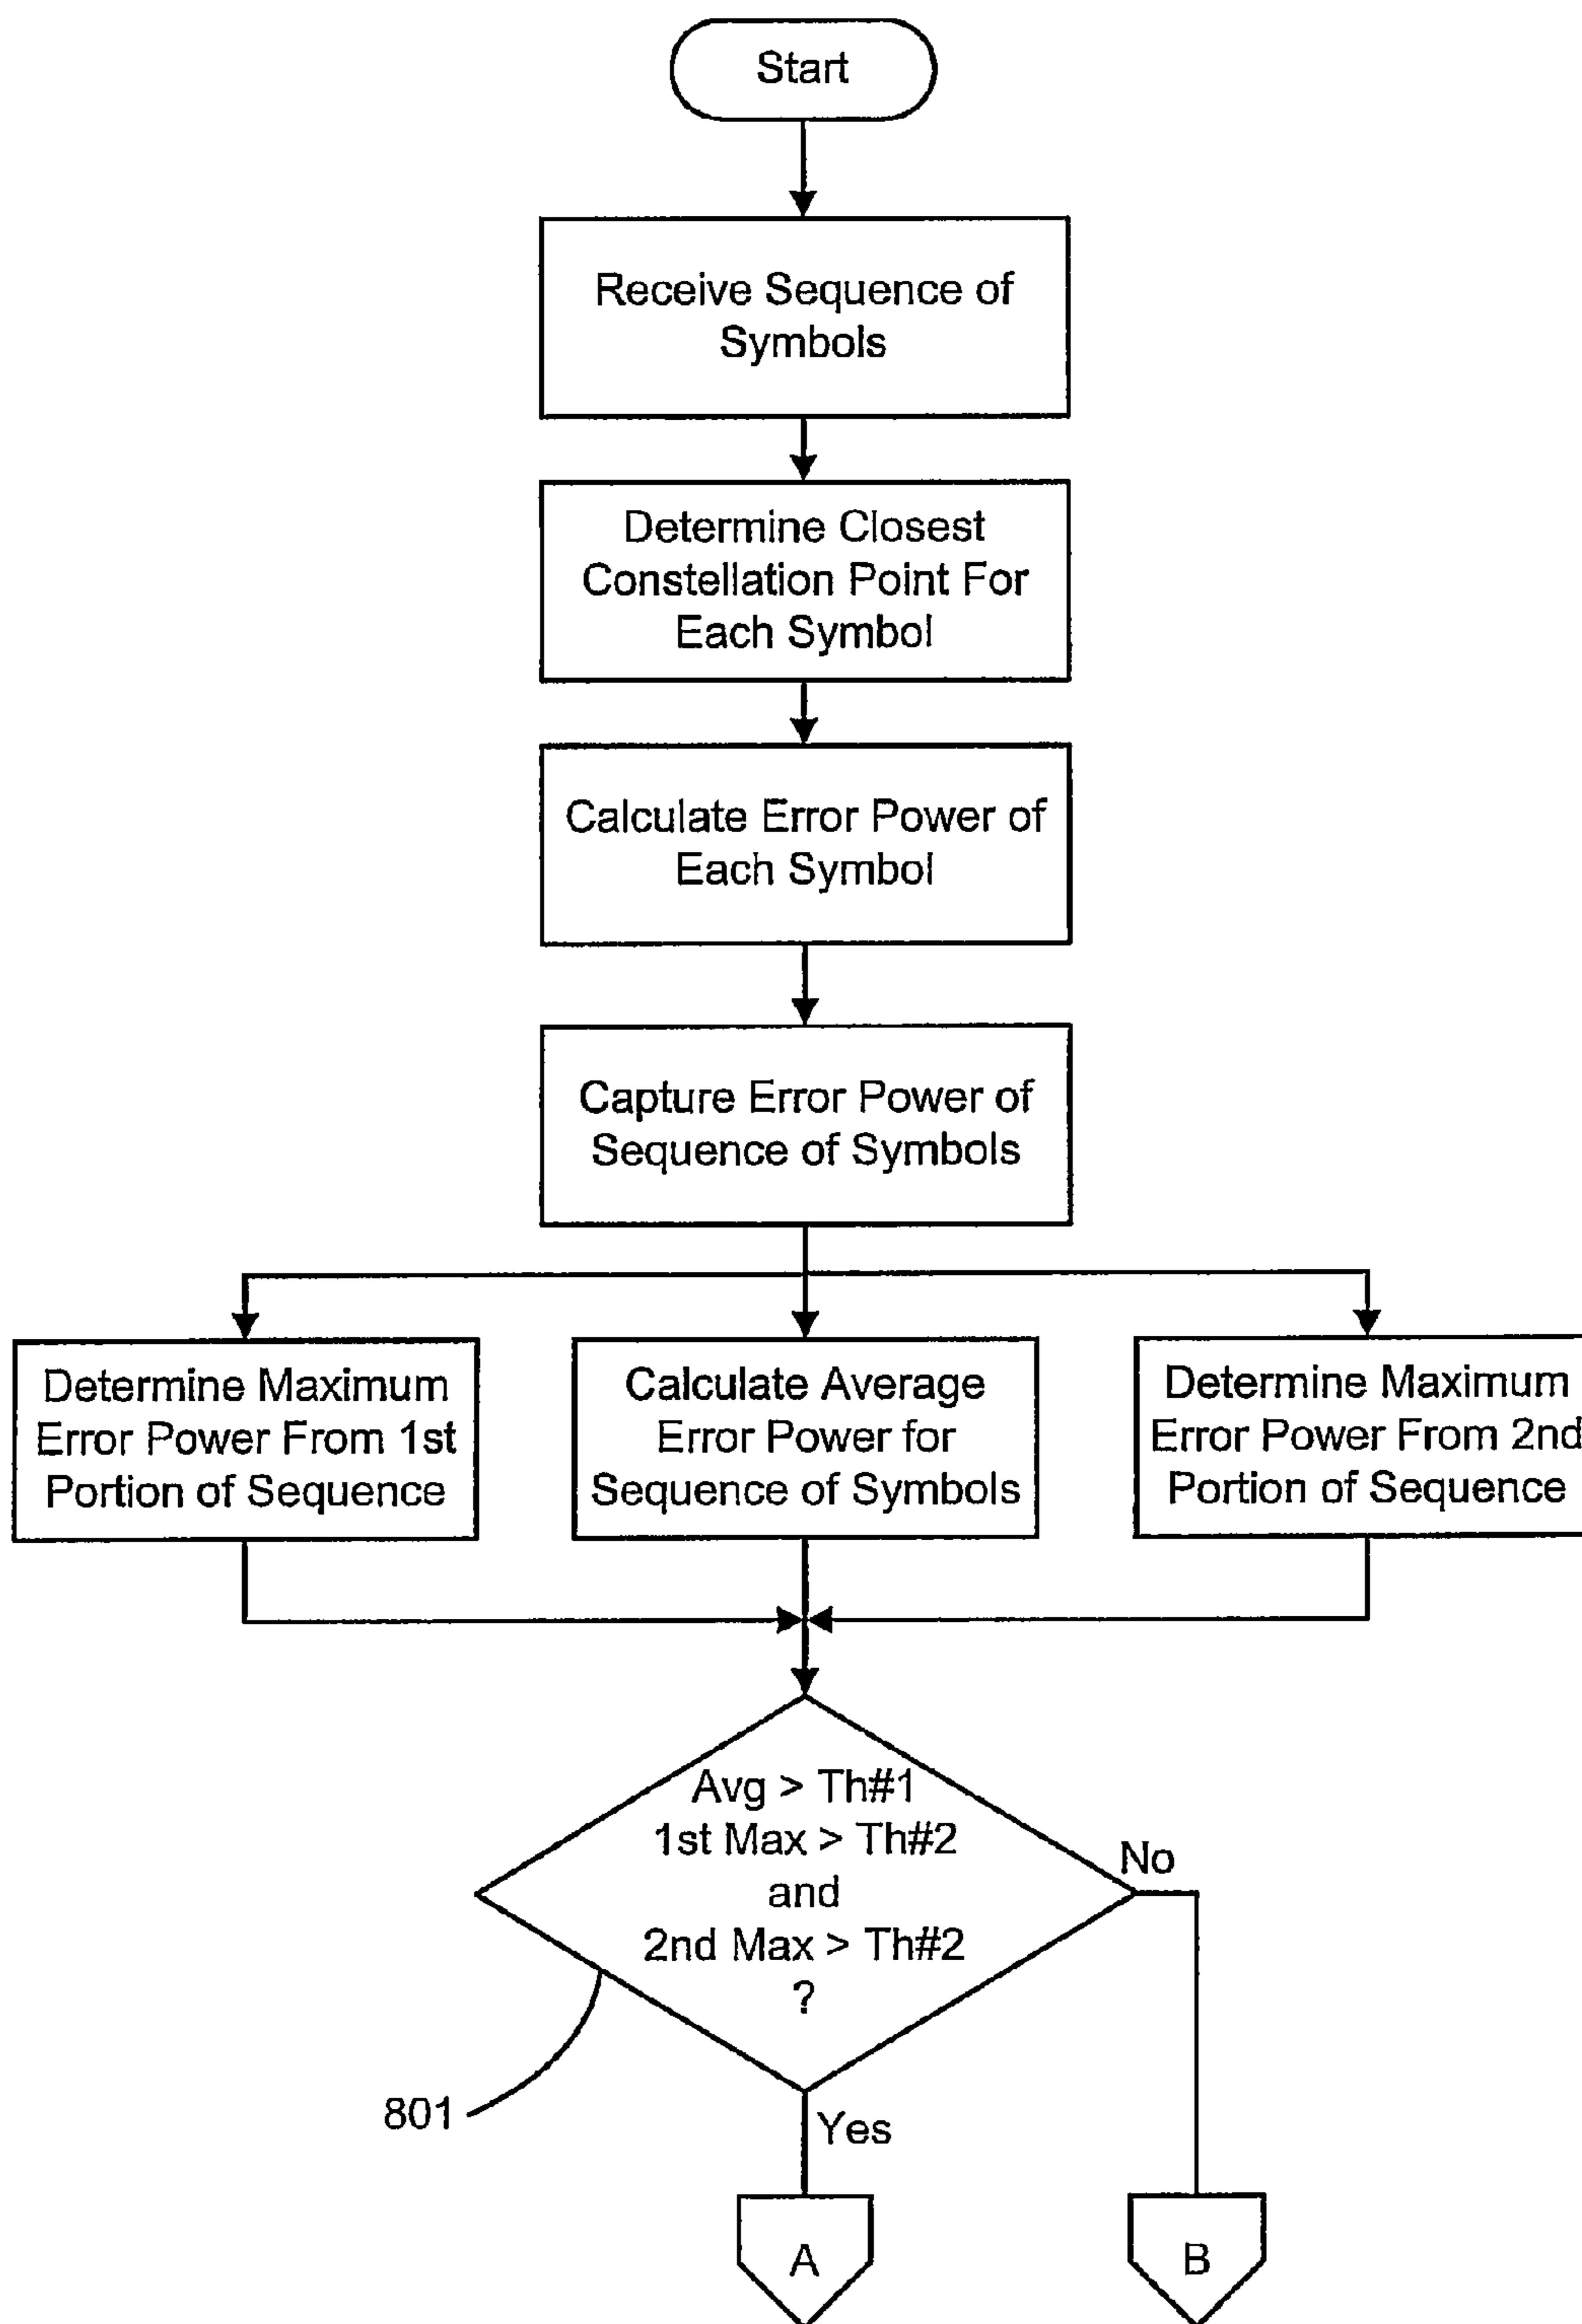 Start
Receive Sequence of
Symbols
Determine Closest
Constellation Point For
Each Symbol
Calculate Error Power of
Each Symbol
Capture Error Power of
Sequence of Symbols
Determine Maximum
Error Power From 1st
Portion of Sequence
Calculate Average
Error Power for
Sequence of Symbols
Determine Maximum
Error Power From 2nd
Portion of Sequence
Avg > Th#1
1st Max > Th#2
and
2nd Max > Th#2
?
No
801
Yes
A
B